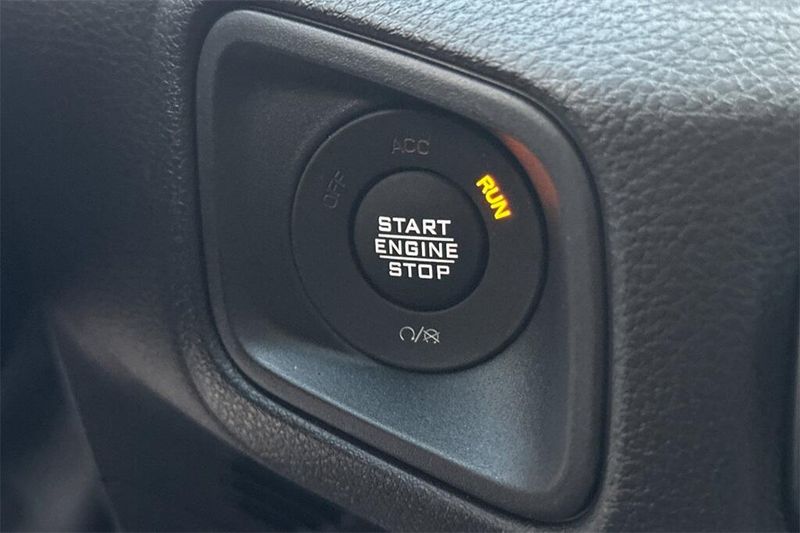 ACC
OFF
RUN
START
ENGINE
STOP